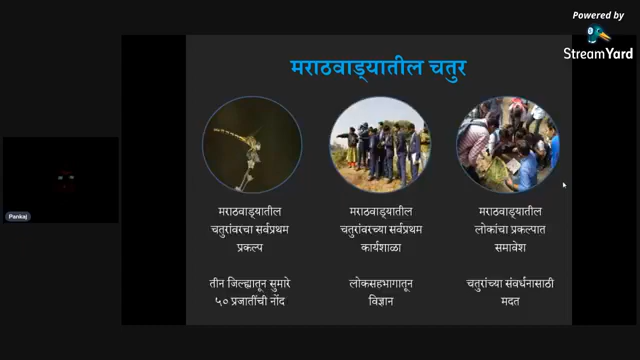 Powered by
StreamYard
मराठवाड्यातील चतुर
मराठवाड्यातील
चतुरांवरचा सर्वप्रथम
प्रकल्प
तीन जिल्ह्यातून सुमारे
५० प्रजातींची नोंद
मराठवाड्यातील
चतुरांवरच्या सर्वप्रथम
कार्यशाळा
लोकसहभागातून
विज्ञान
मराठवाड्यातील
लोकांचा प्रकल्पात
समावेश
चतुरांच्या संवर्धनासाठी
मदत
Pankaj